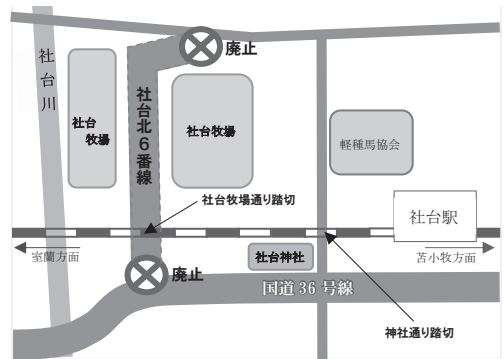 社台川
廃止
社台北6番線
社台
牧場
社台牧場
軽種馬協会
社台牧場通り踏切
社台駅
室蘭方面
社台神社
苫小牧方面
廃止
国道36号線
神社通り踏切